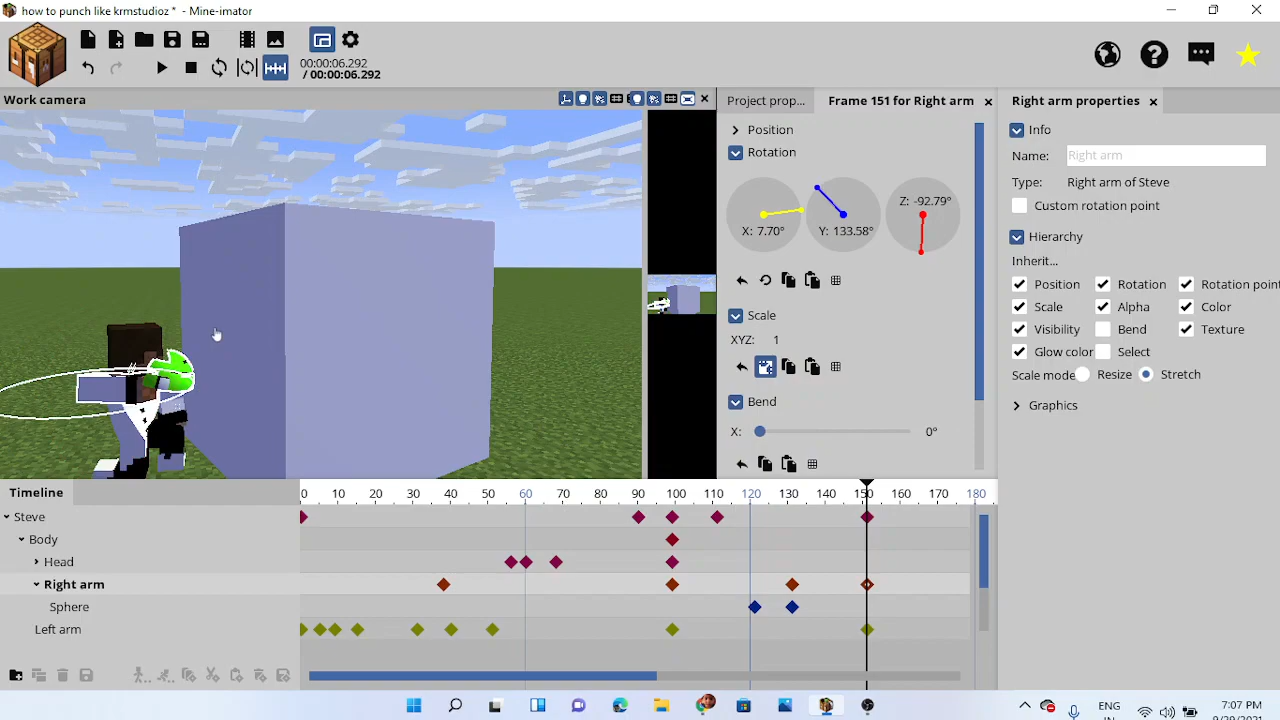 how to punch like krmstudioz * - Mine-imator
00:00:06.292
/ 00:00:06.292
Work camera
Project prop...
Frame 151 for Right arm
Right arm properties
Position
Rotation
X: 7.70°
Y: 133.58°
Z: -92.79°
Scale
XYZ: 1
Bend
X:
0°
Info
Name: Right arm
Type: Right arm of Steve
Custom rotation point
Hierarchy
Inherit...
Position Rotation Rotation point
Scale Alpha Color
Visibility Bend Texture
Glow color Select
Scale mode Resize Stretch
Graphics
Timeline
0 10 20 30 40 50 60 70 80 90 100 110 120 130 140 150 160 170 180
Steve
Body
Head
Right arm
Sphere
Left arm
ENG
IN
7:07 PM